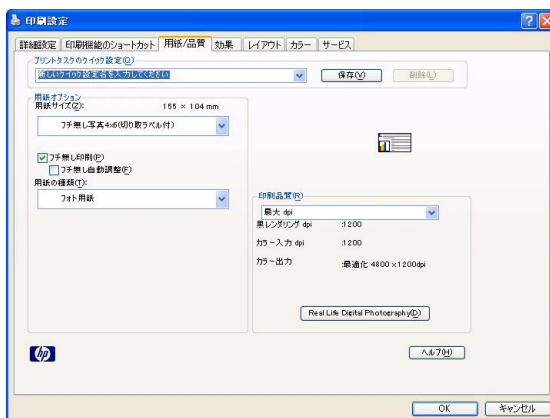 印刷設定
詳細設定 印刷機能のショートカット 用紙/品質 効果 レイアウト カラー サービス
プリントタスクのクイック設定(Q)
新しいクイック設定名を入力してください 保存(V) 削除(L)
用紙オプション
用紙サイズ(Z): 155 × 104 mm
フチ無し写真4x6(切り取りラベル付)
フチ無し印刷(P)
フチ無し自動調整(F)
用紙の種類(T):
フォト用紙
印刷品質(R)
最大 dpi
黒レンダリング dpi :1200
カラー入力 dpi :1200
カラー出力 :最適化 4800 x1200dpi
Real Life Digital Photography(D)
hp
ヘルプ(H)
OK キャンセル